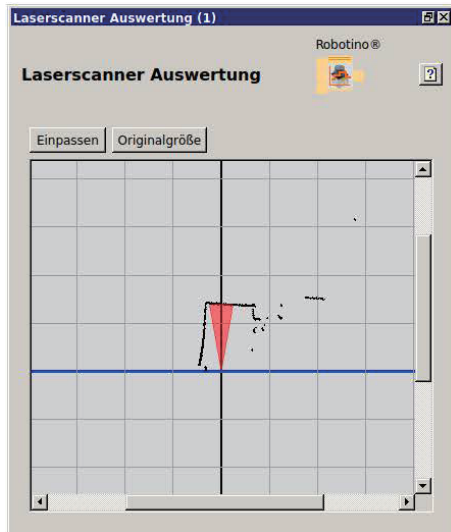 Laserscanner Auswertung (1)
Robotino®
Laserscanner Auswertung
?
Einpassen
Originalgröße